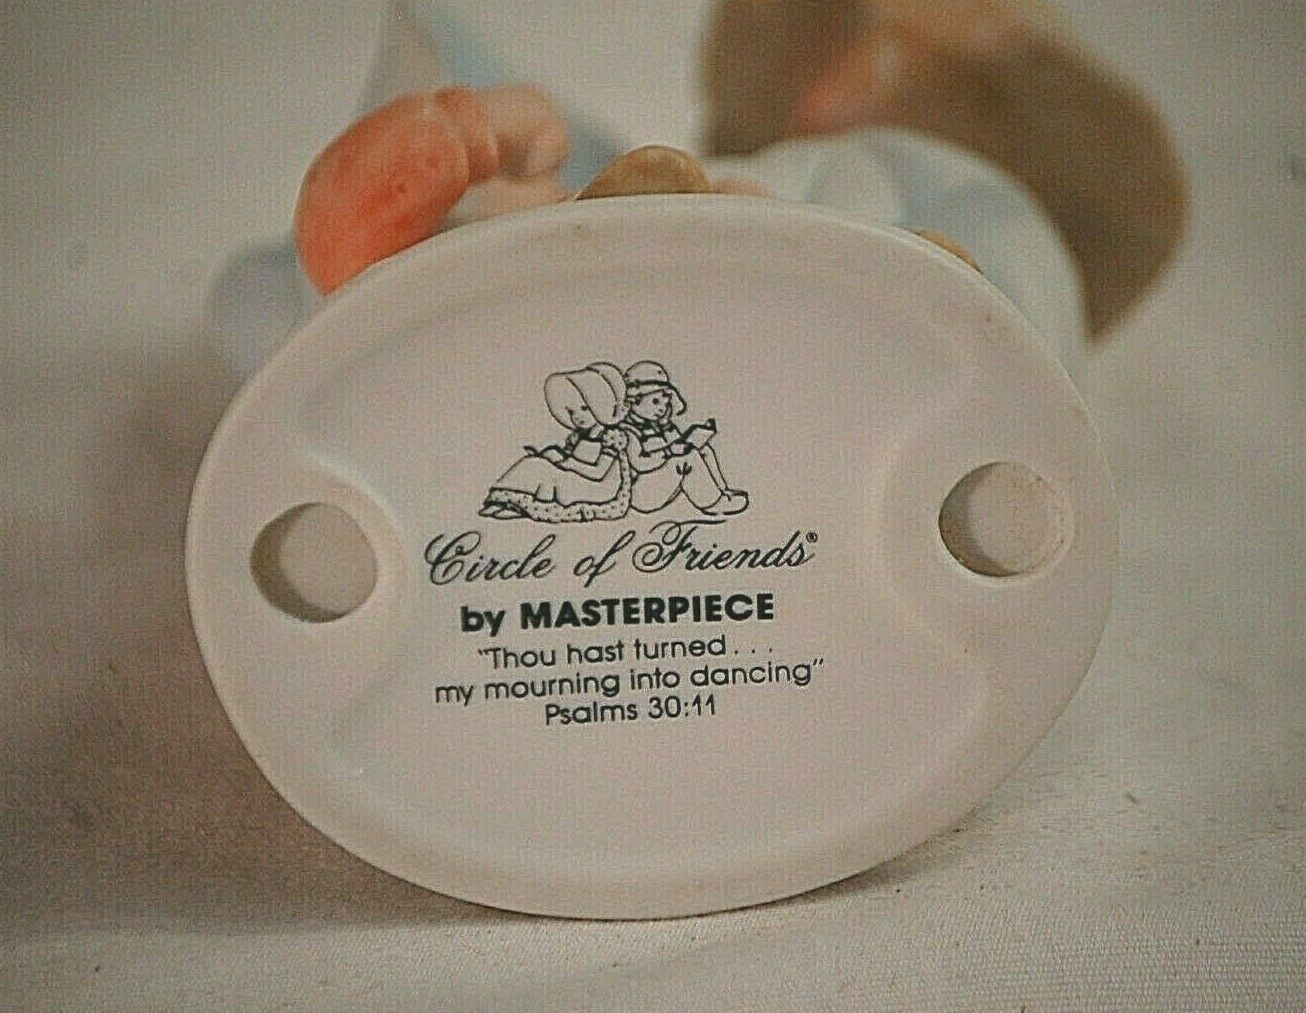 Circle of Friends®
by MASTERPIECE
"Thou hast turned . . .
my mourning into dancing"
Psalms 30:11